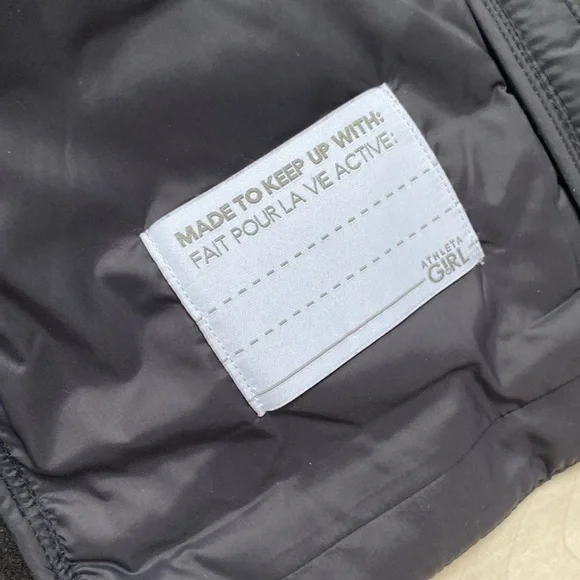 MADE TO KEEP UP WITH:
FAIT POUR LA VIE ACTIVE:
ATHLETA
GIRL